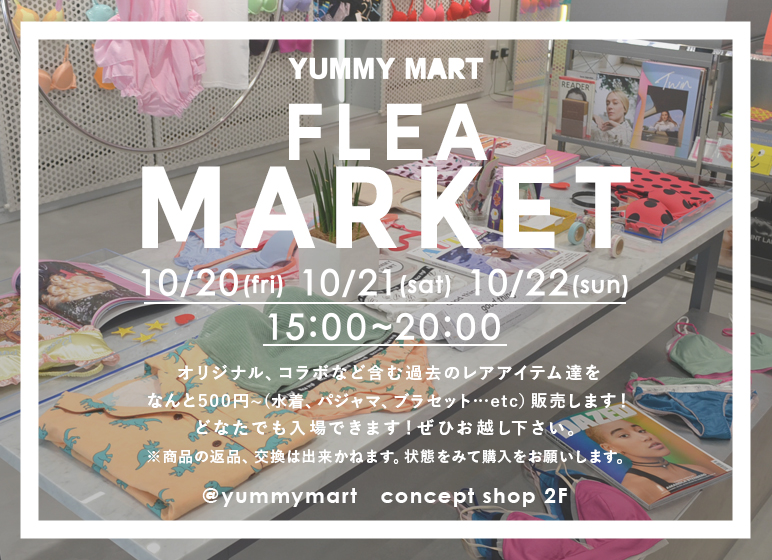 YUMMY MART
FLEA
MARKET
10/20(fri) 10/21(sat) 10/22(sun)
15:00~20:00
オリジナル、コラボなど含む過去のレアアイテム達を
なんと500円~(水着、パジャマ、ブラセット…etc)販売します!
どなたでも入場できます!ぜひお越し下さい。
※商品の返品、交換は出来かねます。状態をみて購入をお願いします。
@yummymart concept shop 2F
READER
Twin